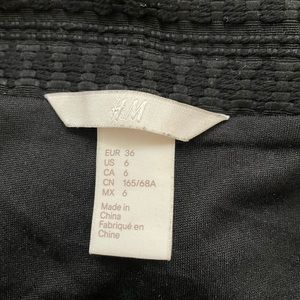 H&M
EUR 36
US 6
CA 6
CN 165/68A
MX 6
Made in
China
Fabriqué en
Chine